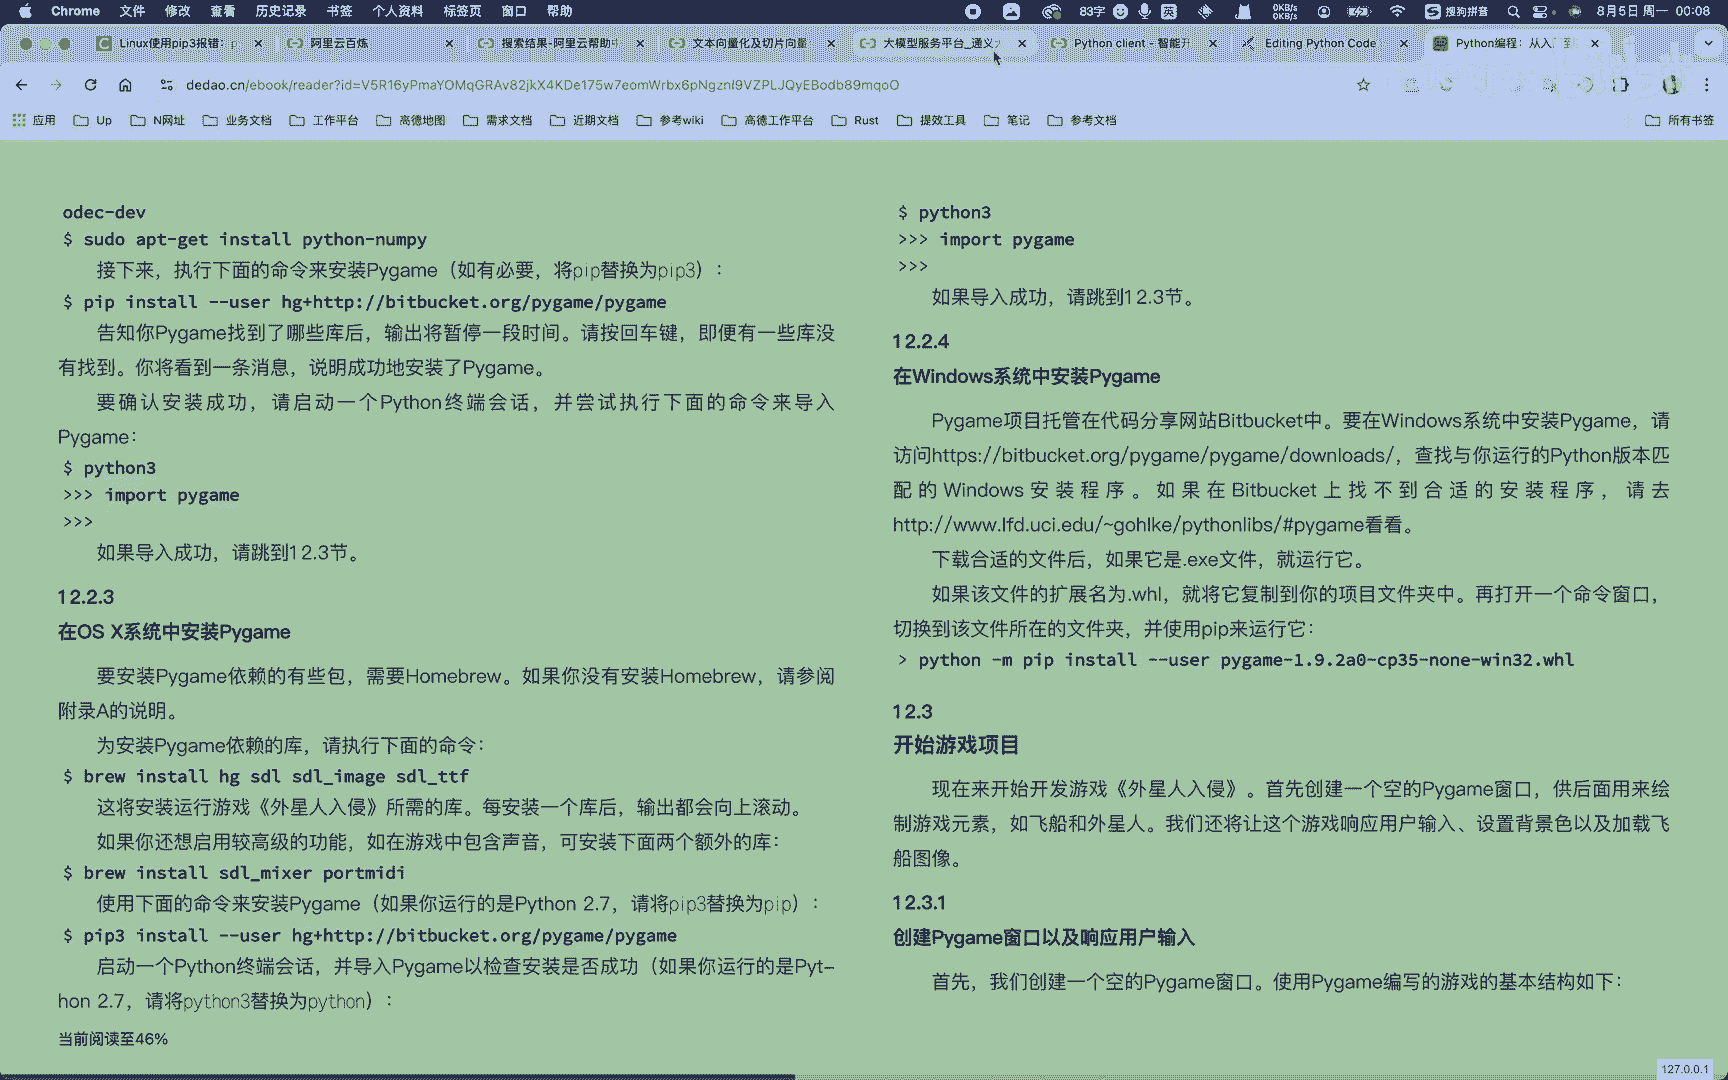 Chrome 文件 修改 查看 历史记录 书签 个人资料 标签页 窗口 帮助 83字 英 0KB/s 0KB/s 搜狗拼音 8月5日 周一 00:08
Linux使用pip3报错： 阿里云百炼 搜索结果-阿里云帮助中 文本向量化及切片向量 大模型服务平台_通义大 Python client - 智能开 Editing Python Code Python编程：从入门至
dedao.cn/ebook/reader?id=V5R16yPmaYOMqGRAv82jkX4KDe175w7eomWrbx6pNgznl9VZPLJQyEBodb89mqoO
应用 Up N网址 业务文档 工作平台 高德地图 需求文档 近期文档 参考wiki 高德工作平台 Rust 提效工具 笔记 参考文档 所有书签
odec-dev
$ sudo apt-get install python-numpy
接下来，执行下面的命令来安装Pygame（如有必要，将pip替换为pip3）：
$ pip install --user hg+http://bitbucket.org/pygame/pygame
告知你Pygame找到了哪些库后，输出将暂停一段时间。请按回车键，即便有一些库没
有找到。你将看到一条消息，说明成功地安装了Pygame。
要确认安装成功，请启动一个Python终端会话，并尝试执行下面的命令来导入
Pygame：
$ python3
>>> import pygame
>>>
如果导入成功，请跳到12.3节。
12.2.3
在OS X系统中安装Pygame
要安装Pygame依赖的有些包，需要Homebrew。如果你没有安装Homebrew，请参阅
附录A的说明。
为安装Pygame依赖的库，请执行下面的命令：
$ brew install hg sdl sdl_image sdl_ttf
这将安装运行游戏《外星人入侵》所需的库。每安装一个库后，输出都会向上滚动。
如果你还想启用较高级的功能，如在游戏中包含声音，可安装下面两个额外的库：
$ brew install sdl_mixer portmidi
使用下面的命令来安装Pygame（如果你运行的是Python 2.7，请将pip3替换为pip）：
$ pip3 install --user hg+http://bitbucket.org/pygame/pygame
启动一个Python终端会话，并导入Pygame以检查安装是否成功（如果你运行的是Pyt-
hon 2.7，请将python3替换为python）：
当前阅读至46%
$ python3
>>> import pygame
>>>
如果导入成功，请跳到12.3节。
12.2.4
在Windows系统中安装Pygame
Pygame项目托管在代码分享网站Bitbucket中。要在Windows系统中安装Pygame，请
访问https://bitbucket.org/pygame/pygame/downloads/，查找与你运行的Python版本匹
配的Windows安装程序。如果在Bitbucket上找不到合适的安装程序，请去
http://www.lfd.uci.edu/~gohlke/pythonlibs/#pygame看看。
下载合适的文件后，如果它是.exe文件，就运行它。
如果该文件的扩展名为.whl，就将它复制到你的项目文件夹中。再打开一个命令窗口，
切换到该文件所在的文件夹，并使用pip来运行它：
> python -m pip install --user pygame-1.9.2a0-cp35-none-win32.whl
12.3
开始游戏项目
现在来开始开发游戏《外星人入侵》。首先创建一个空的Pygame窗口，供后面用来绘
制游戏元素，如飞船和外星人。我们还将让这个游戏响应用户输入、设置背景色以及加载飞
船图像。
12.3.1
创建Pygame窗口以及响应用户输入
首先，我们创建一个空的Pygame窗口。使用Pygame编写的游戏的基本结构如下：
127.0.0.1